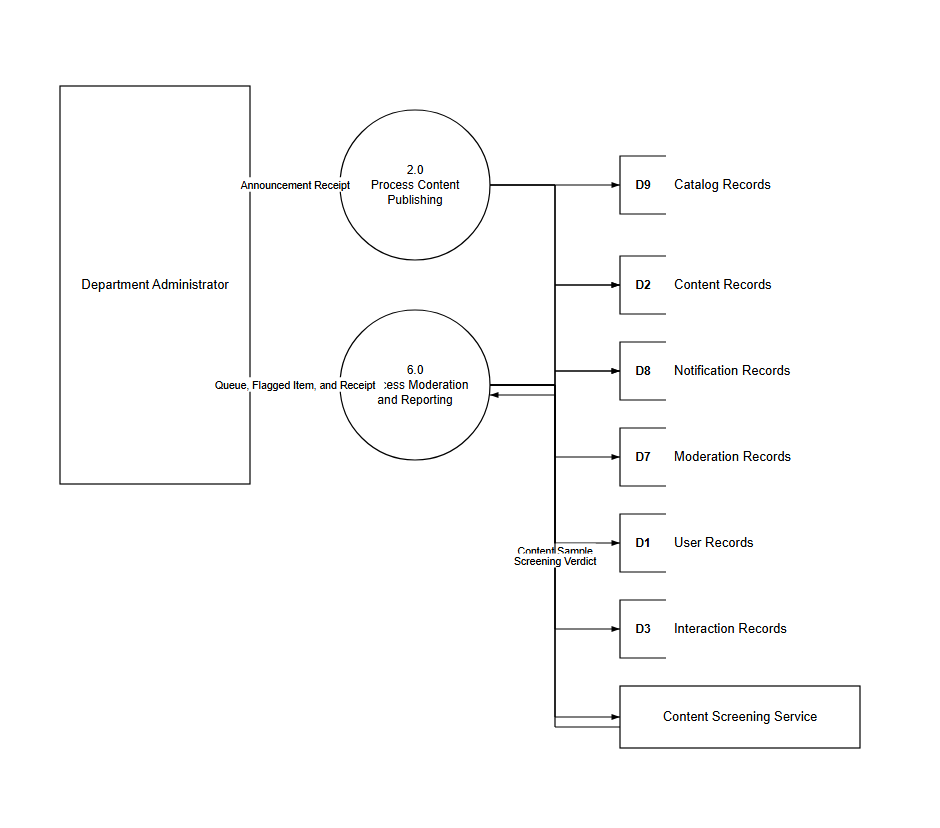 2.0
Process Content
Publishing
Announcement Receipt
D9 Catalog Records
Department Administrator
D2 Content Records
6.0
cess Moderation
and Reporting
Queue, Flagged Item, and Receipt
D8 Notification Records
D7 Moderation Records
D1 User Records
Content Sample
Screening Verdict
D3 Interaction Records
Content Screening Service